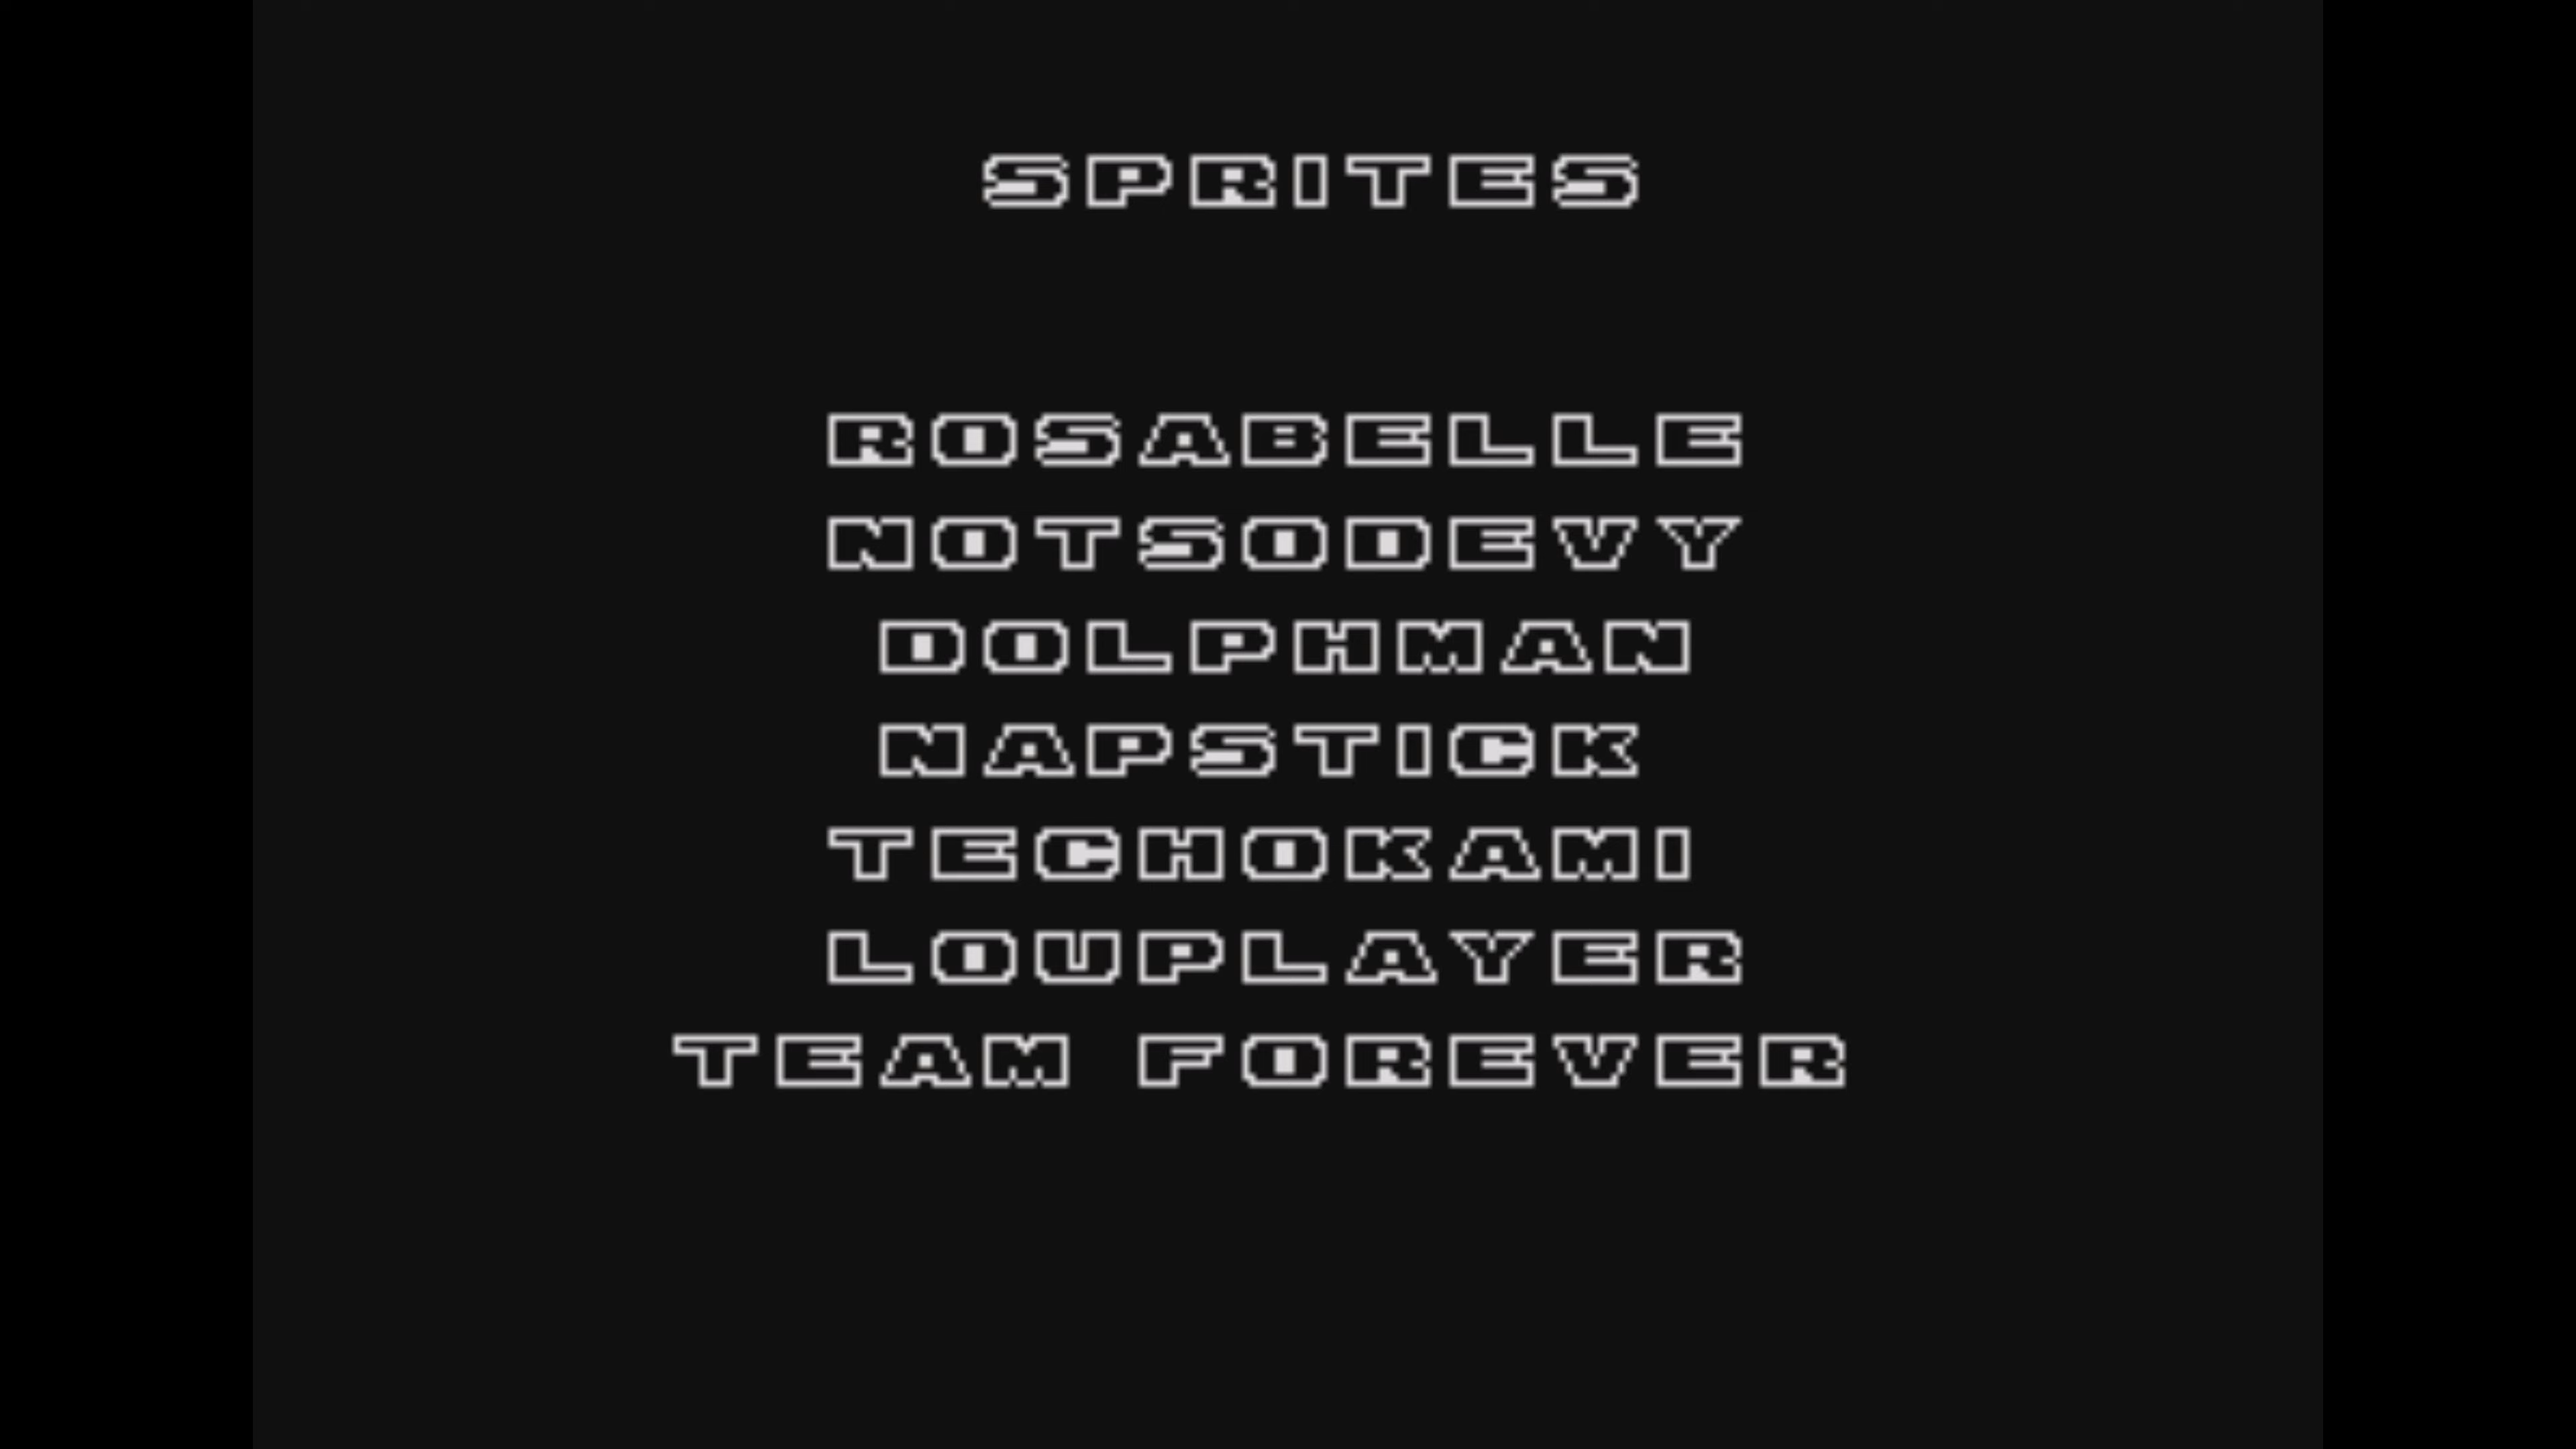 SPRITES
ROSABELLE
NOTSODEVY
DOLPHMAN
NAPSTICK
TECHOKAMI
LOUPLAYER
TEAM FOREVER